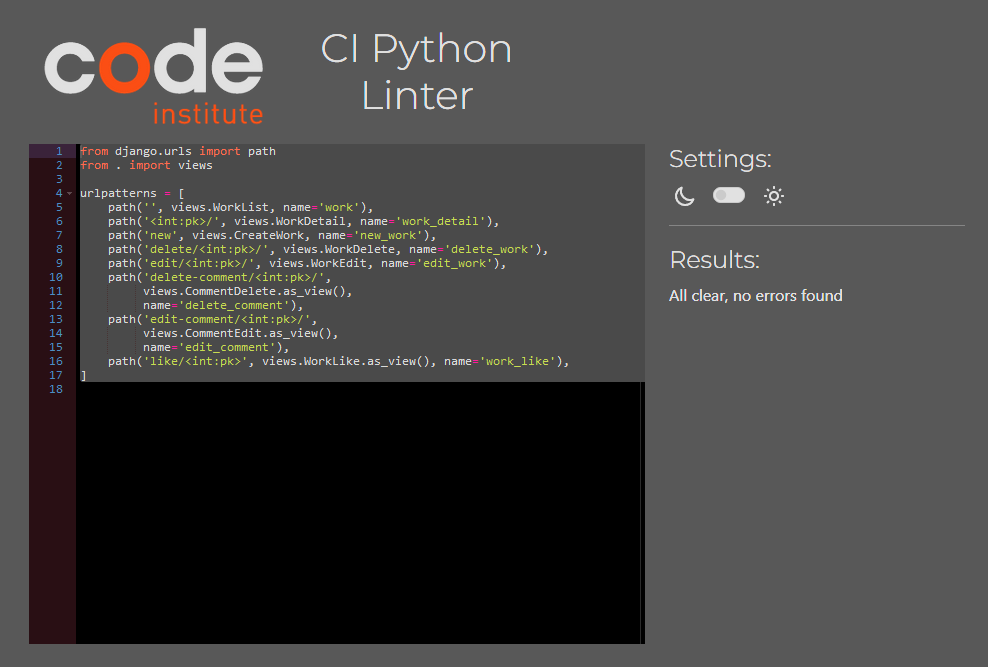 code
institute
CI Python
Linter
Settings:
Results:
All clear, no errors found
1 from django.urls import path
2 from . import views
3
4 urlpatterns = [
5     path('', views.WorkList, name='work'),
6     path('<int:pk>/', views.WorkDetail, name='work_detail'),
7     path('new', views.CreateWork, name='new_work'),
8     path('delete/<int:pk>/', views.WorkDelete, name='delete_work'),
9     path('edit/<int:pk>/', views.WorkEdit, name='edit_work'),
10     path('delete-comment/<int:pk>/',
11          views.CommentDelete.as_view(),
12          name='delete_comment'),
13     path('edit-comment/<int:pk>/',
14          views.CommentEdit.as_view(),
15          name='edit_comment'),
16     path('like/<int:pk>', views.WorkLike.as_view(), name='work_like'),
17 ]
18